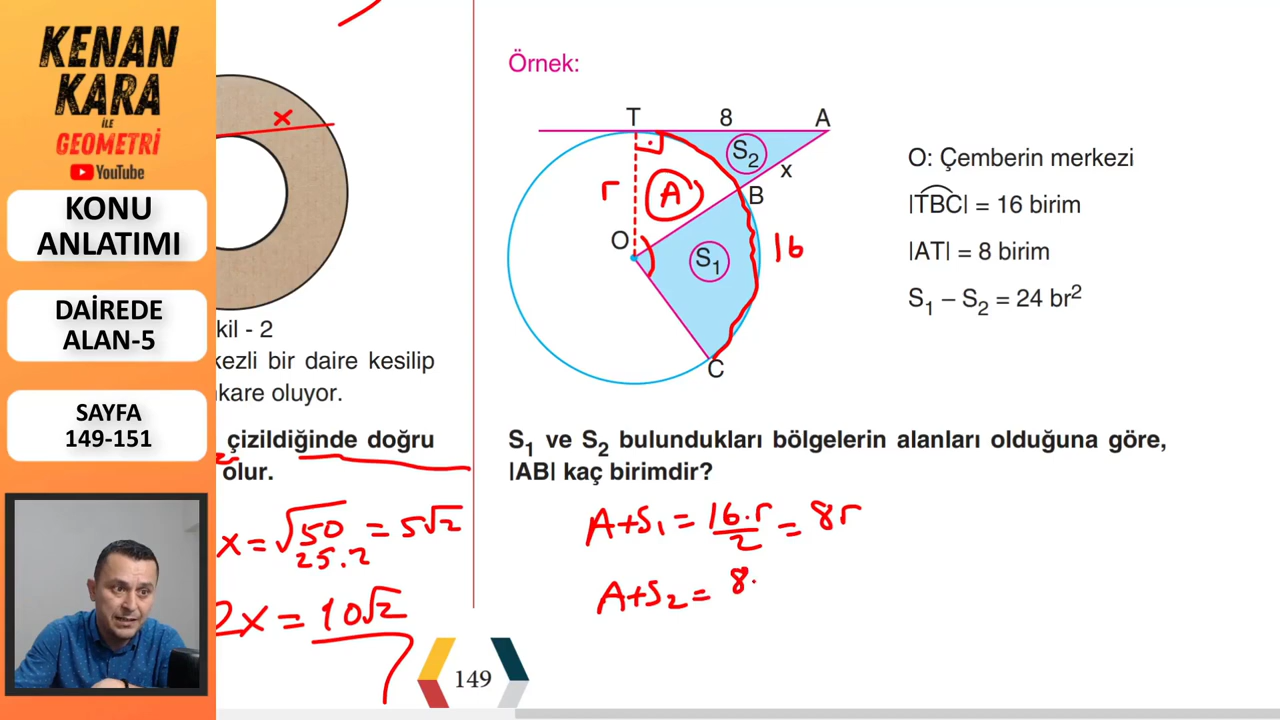 KENAN
KARA
İLE
GEOMETRİ
YouTube
KONU
ANLATIMI
DAİREDE
ALAN-5
SAYFA
149-151
x
kil - 2
kezli bir daire kesilip
nkare oluyor.
çizildiğinde doğru
olur.
x = √50 = 5√2
25.2
2x = 10√2
Örnek:
T 8 A
S2
x
r A B
O 16
S1
C
O: Çemberin merkezi
|TBC| = 16 birim
|AT| = 8 birim
S1 – S2 = 24 br²
S1 ve S2 bulundukları bölgelerin alanları olduğuna göre,
|AB| kaç birimdir?
A+S1 = 16.r/2 = 8r
A+S2 = 8.
149